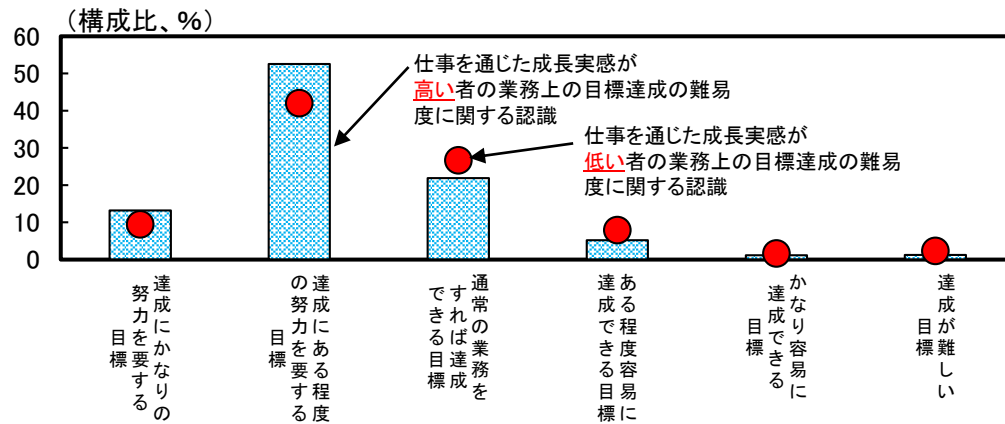 (構成比、%)
60
50
40
30
20
10
0
仕事を通じた成長実感が
高い者の業務上の目標達成の難易
度に関する認識
仕事を通じた成長実感が
低い者の業務上の目標達成の難易
度に関する認識
達成にかなりの
努力を要する
目標
達成にある程度
の努力を要する
目標
通常の業務を
すれば達成
できる目標
ある程度容易に
達成できる目標
かなり容易に
達成できる
目標
達成が難しい
目標